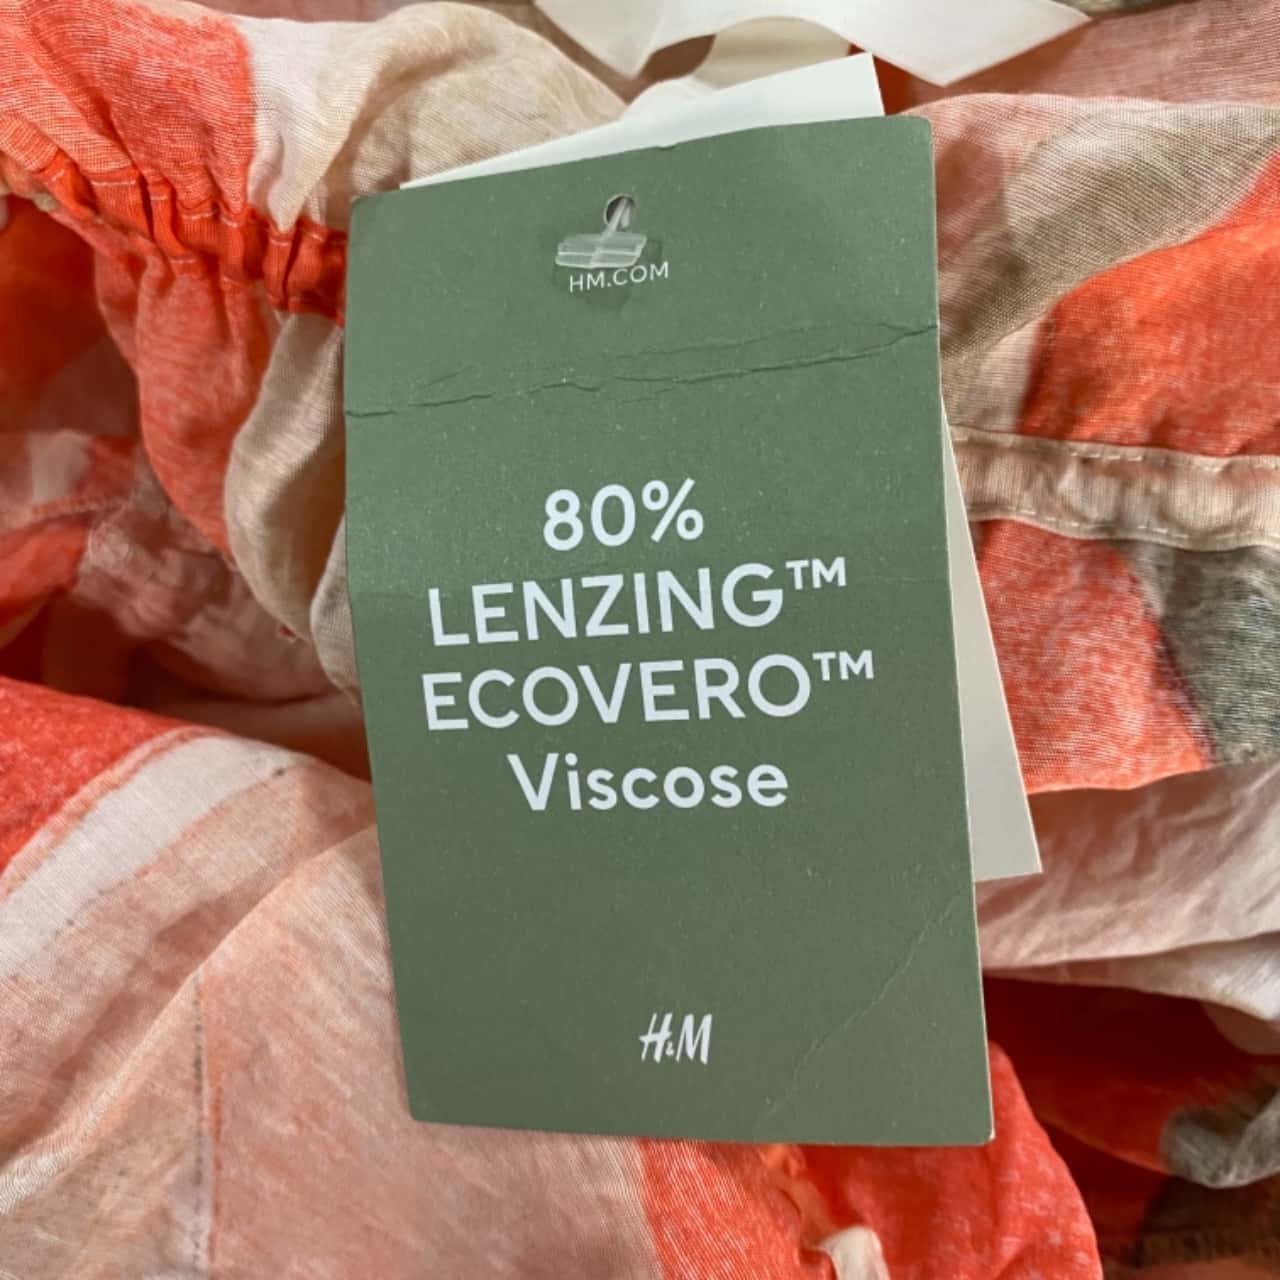 HM.COM
80%
LENZING™
ECOVERO™
Viscose
H&M